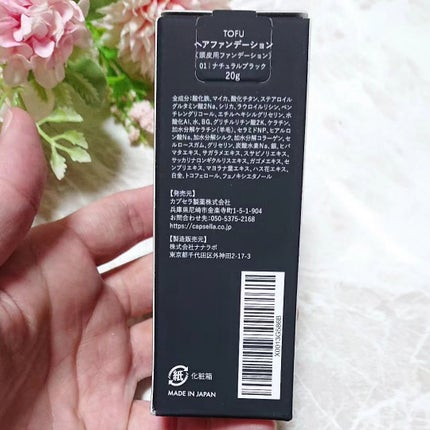 TOFU
ヘアファンデーション
［頭皮用ファンデーション］
01｜ナチュラルブラック
20g
全成分：酸化鉄、マイカ、酸化チタン、ステアロイル
グルタミン酸2Na、シリカ、ラウロイルリシン、ペン
チレングリコール、エチルヘキシルグリセリン、水
酸化Al、水、BG、グリチルリチン酸2K、ケラチン、
加水分解ケラチン（羊毛）、セラミドNP、ヒアルロ
ン酸Na、加水分解シルク、加水分解コラーゲン、セ
ルロースガム、グリセリン、炭酸水素Na、銀、ヒバ
マタエキス、サガラメエキス、スサビノリエキス、
サッカリナロンギクルリスエキス、ガゴメエキス、セ
ンブリエキス、マヨラナ葉エキス、ハス花エキス、
白金、トコフェロール、フェノキシエタノール
【発売元】
カプセラ製薬株式会社
兵庫県尼崎市金楽寺町1-5-1-904
お問合わせ先：050-5375-2168
https://capsella.co.jp
【製造販売元】
株式会社ナナラボ
東京都千代田区外神田2-17-3
紙 化粧箱
MADE IN JAPAN